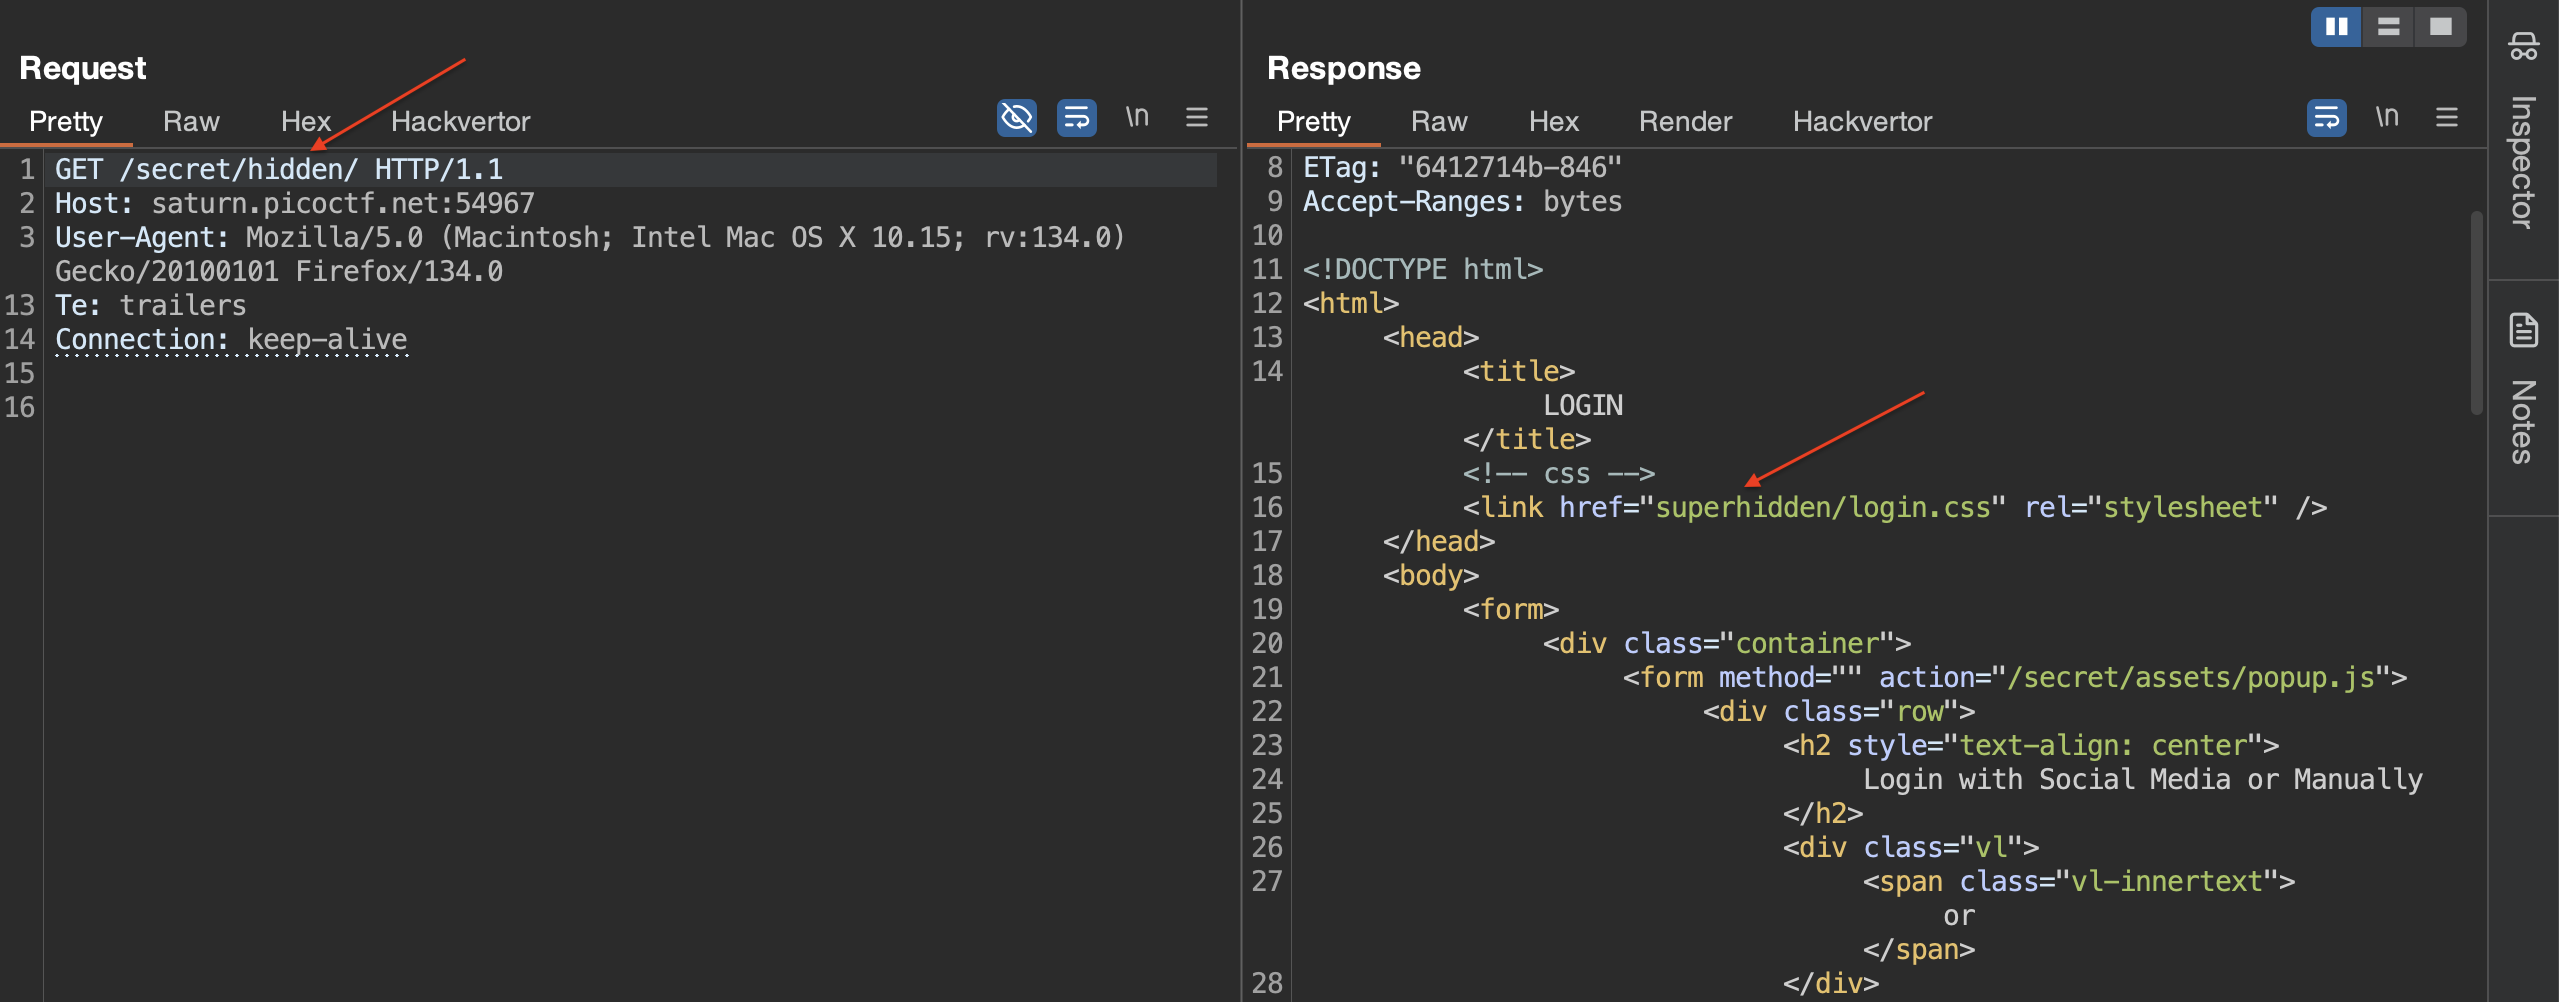 Request
Pretty Raw Hex Hackvertor \n
1 GET /secret/hidden/ HTTP/1.1
2 Host: saturn.picoctf.net:54967
3 User-Agent: Mozilla/5.0 (Macintosh; Intel Mac OS X 10.15; rv:134.0)
Gecko/20100101 Firefox/134.0
13 Te: trailers
14 Connection: keep-alive
15
16
Response
Pretty Raw Hex Render Hackvertor \n
8 ETag: "6412714b-846"
9 Accept-Ranges: bytes
10
11 <!DOCTYPE html>
12 <html>
13 <head>
14 <title>
LOGIN
</title>
15 <!-- css -->
16 <link href="superhidden/login.css" rel="stylesheet" />
17 </head>
18 <body>
19 <form>
20 <div class="container">
21 <form method="" action="/secret/assets/popup.js">
22 <div class="row">
23 <h2 style="text-align: center">
24 Login with Social Media or Manually
25 </h2>
26 <div class="vl">
27 <span class="vl-innertext">
or
</span>
28 </div>
Inspector
Notes